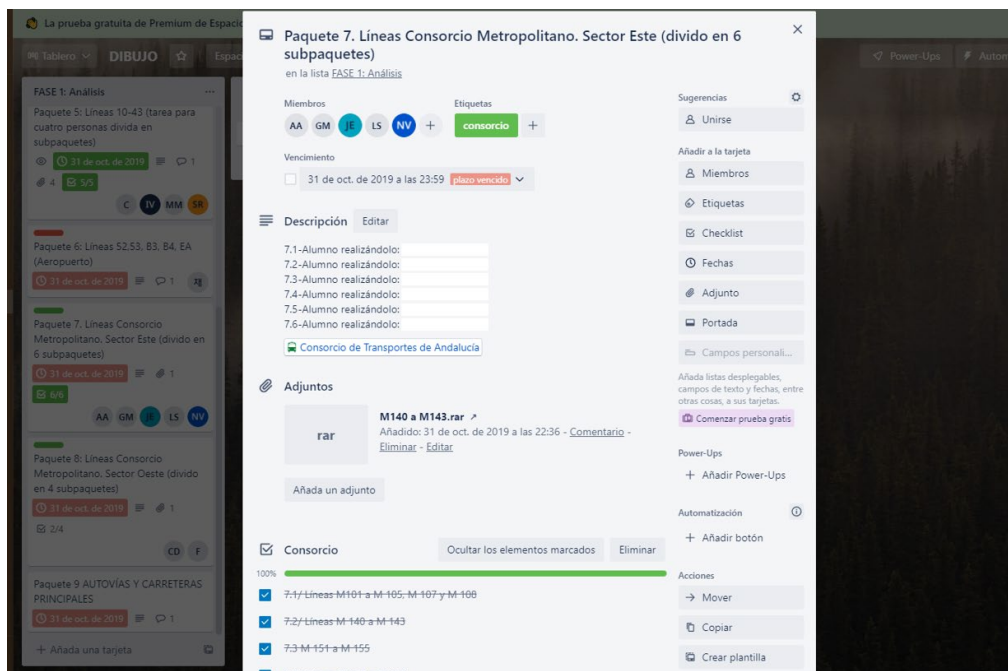 La prueba gratuita de Premium de Espacio
Tablero
DIBUJO
Espac
Power-Ups
Autom
FASE 1: Análisis
Paquete 5: Líneas 10-43 (tarea para
cuatro personas divida en
subpaquetes)
31 de oct. de 2019
1
4
5/5
C
IV
MM
SR
Paquete 6: Líneas 52,53, B3, B4, EA
(Aeropuerto)
31 de oct. de 2019
1
Paquete 7. Líneas Consorcio
Metropolitano. Sector Este (divido en
6 subpaquetes)
31 de oct. de 2019
1
6/6
AA
GM
JE
LS
NV
Paquete 8: Líneas Consorcio
Metropolitano. Sector Oeste (divido
en 4 subpaquetes)
31 de oct. de 2019
1
2/4
CD
F
Paquete 9 AUTOVÍAS Y CARRETERAS
PRINCIPALES
31 de oct. de 2019
1
+ Añada una tarjeta
Paquete 7. Líneas Consorcio Metropolitano. Sector Este (divido en 6
subpaquetes)
en la lista FASE 1: Análisis
Miembros
Etiquetas
AA
GM
JE
LS
NV
+
consorcio
+
Vencimiento
31 de oct. de 2019 a las 23:59 plazo vencido
Descripción
Editar
7.1-Alumno realizándolo:
7.2-Alumno realizándolo:
7.3-Alumno realizándolo:
7.4-Alumno realizándolo:
7.5-Alumno realizándolo:
7.6-Alumno realizándolo:
Consorcio de Transportes de Andalucía
Adjuntos
rar
M140 a M143.rar ↗
Añadido: 31 de oct. de 2019 a las 22:36 - Comentario -
Eliminar - Editar
Añada un adjunto
Consorcio
Ocultar los elementos marcados
Eliminar
100%
7.1/ Líneas M101 a M 105, M 107 y M 108
7.2/ Líneas M 140 a M 143
7.3 M 151 a M 155
Sugerencias
Unirse
Añadir a la tarjeta
Miembros
Etiquetas
Checklist
Fechas
Adjunto
Portada
Campos personali...
Añada listas desplegables,
campos de texto y fechas, entre
otras cosas, a sus tarjetas.
Comenzar prueba gratis
Power-Ups
+ Añadir Power-Ups
Automatización
+ Añadir botón
Acciones
→ Mover
Copiar
Crear plantilla